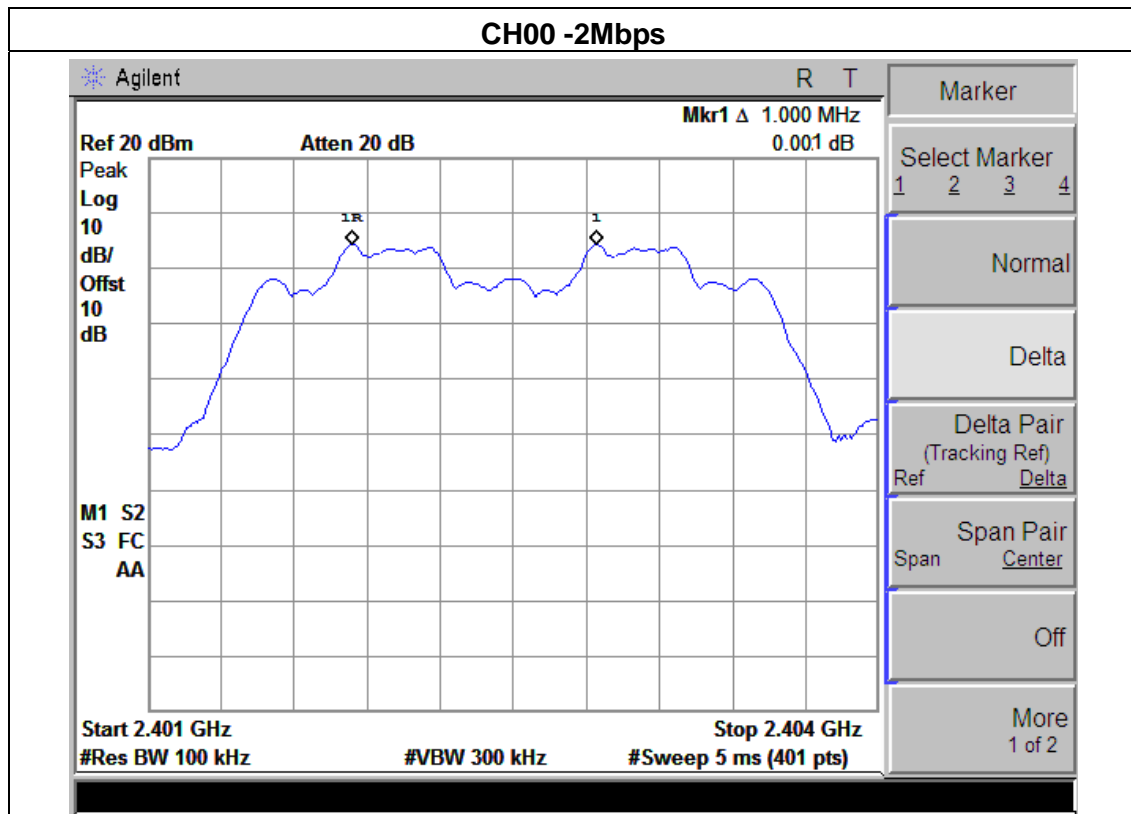 CH00 -2Mbps
Agilent R T
Mkr1 Δ 1.000 MHz
Ref 20 dBm Atten 20 dB 0.001 dB
Peak
Log
10
dB/
Offst
10
dB
1R
1
M1 S2
S3 FC
AA
Start 2.401 GHz Stop 2.404 GHz
#Res BW 100 kHz #VBW 300 kHz #Sweep 5 ms (401 pts)
Marker
Select Marker
1 2 3 4
Normal
Delta
Delta Pair
(Tracking Ref)
Ref Delta
Span Pair
Span Center
Off
More
1 of 2